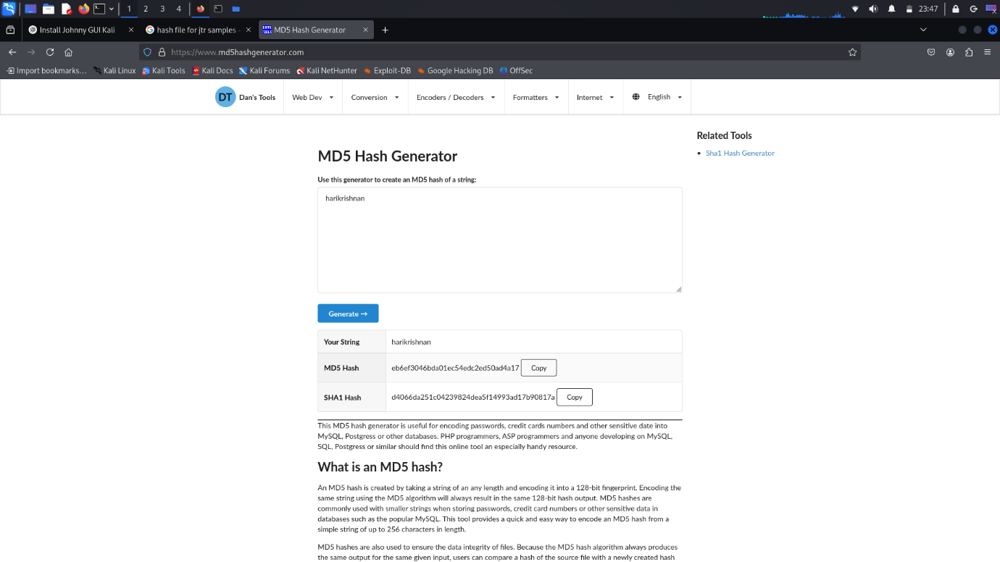 1 2 3 4 23:47
Install Johnny GUI Kali
hash file for jtr samples -
MD5 Hash Generator
https://www.md5hashgenerator.com
Import bookmarks... Kali Linux Kali Tools Kali Docs Kali Forums Kali NetHunter Exploit-DB Google Hacking DB OffSec
DT Dan's Tools Web Dev Conversion Encoders / Decoders Formatters Internet English
Related Tools
Sha1 Hash Generator
MD5 Hash Generator
Use this generator to create an MD5 hash of a string:
harikrishnan
Generate →
Your String harikrishnan
MD5 Hash eb6ef3046bda01ec54edc2ed50ad4a17 Copy
SHA1 Hash d4066da251c04239824dea5f14993ad17b90817a Copy
This MD5 hash generator is useful for encoding passwords, credit cards numbers and other sensitive date into
MySQL, Postgress or other databases. PHP programmers, ASP programmers and anyone developing on MySQL,
SQL, Postgress or similar should find this online tool an especially handy resource.
What is an MD5 hash?
An MD5 hash is created by taking a string of an any length and encoding it into a 128-bit fingerprint. Encoding the
same string using the MD5 algorithm will always result in the same 128-bit hash output. MD5 hashes are
commonly used with smaller strings when storing passwords, credit card numbers or other sensitive data in
databases such as the popular MySQL. This tool provides a quick and easy way to encode an MD5 hash from a
simple string of up to 256 characters in length.
MD5 hashes are also used to ensure the data integrity of files. Because the MD5 hash algorithm always produces
the same output for the same given input, users can compare a hash of the source file with a newly created hash